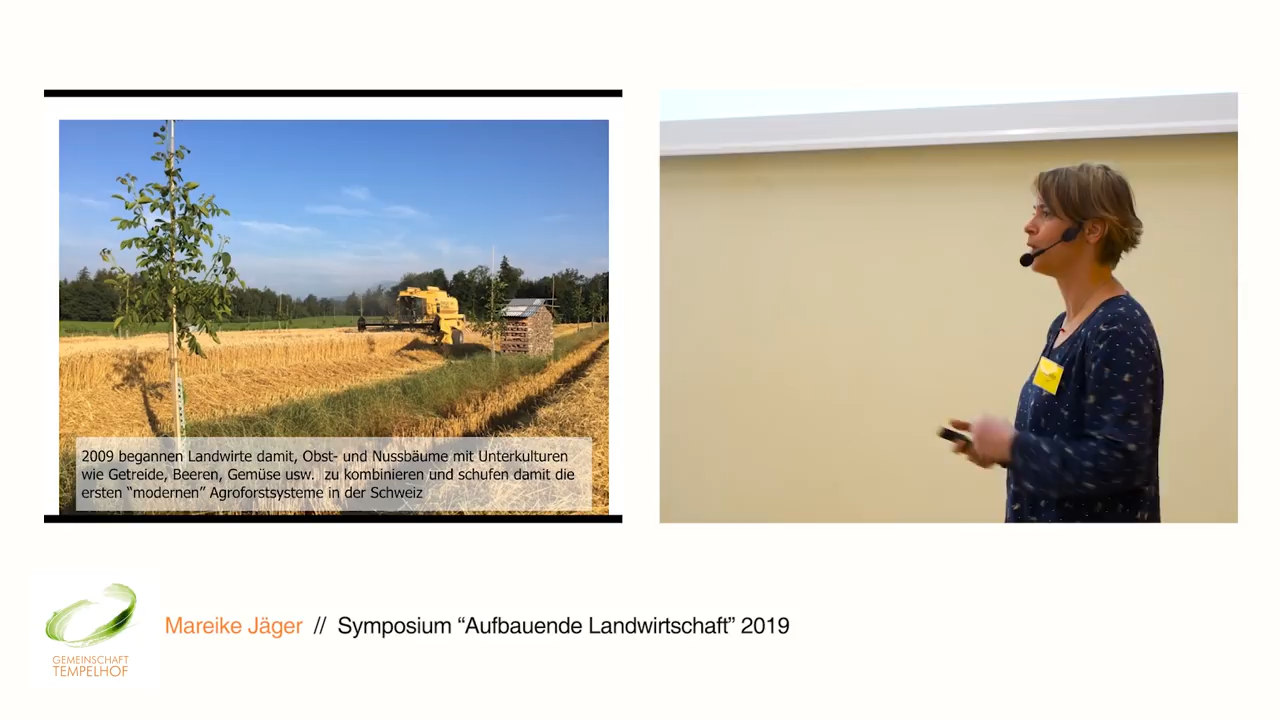 2009 begannen Landwirte damit, Obst- und Nussbäume mit Unterkulturen
wie Getreide, Beeren, Gemüse usw. zu kombinieren und schufen damit die
ersten “modernen” Agroforstsysteme in der Schweiz
GEMEINSCHAFT
TEMPELHOF
Mareike Jäger // Symposium “Aufbauende Landwirtschaft” 2019